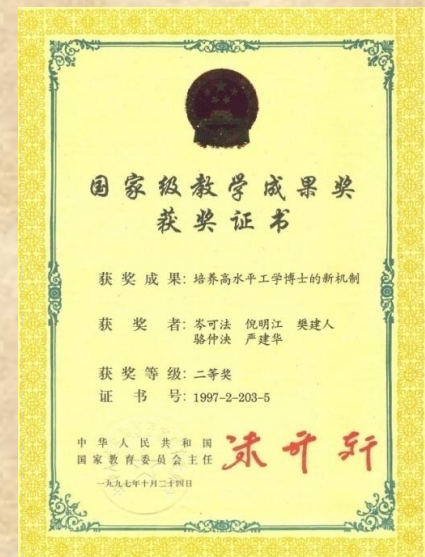 国家级教学成果奖
获奖证书
获奖成果: 培养高水平工学博士的新机制
获奖者: 岑可法 倪明江 樊建人
骆仲泱 严建华
获奖等级: 二等奖
证书号: 1997-2-203-5
中华人民共和国
国家教育委员会主任 朱开轩
一九九七年十月二十四日